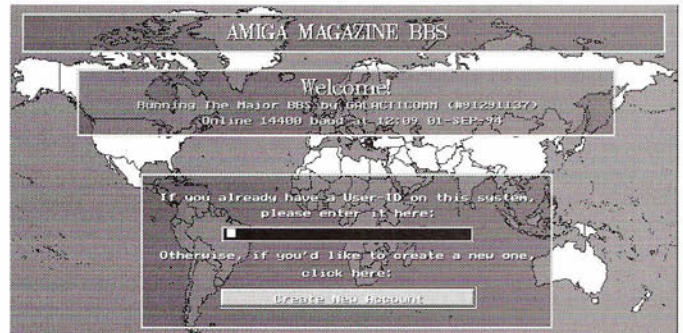 AMIGA MAGAZINE BBS
Welcome!
Running The Major BBS by GALACTICOMM (#91291137)
Online 14400 baud at 12:09 01-SEP-94
If you already have a User-ID on this system,
please enter it here:
Otherwise, if you'd like to create a new one,
click here:
Create New Account